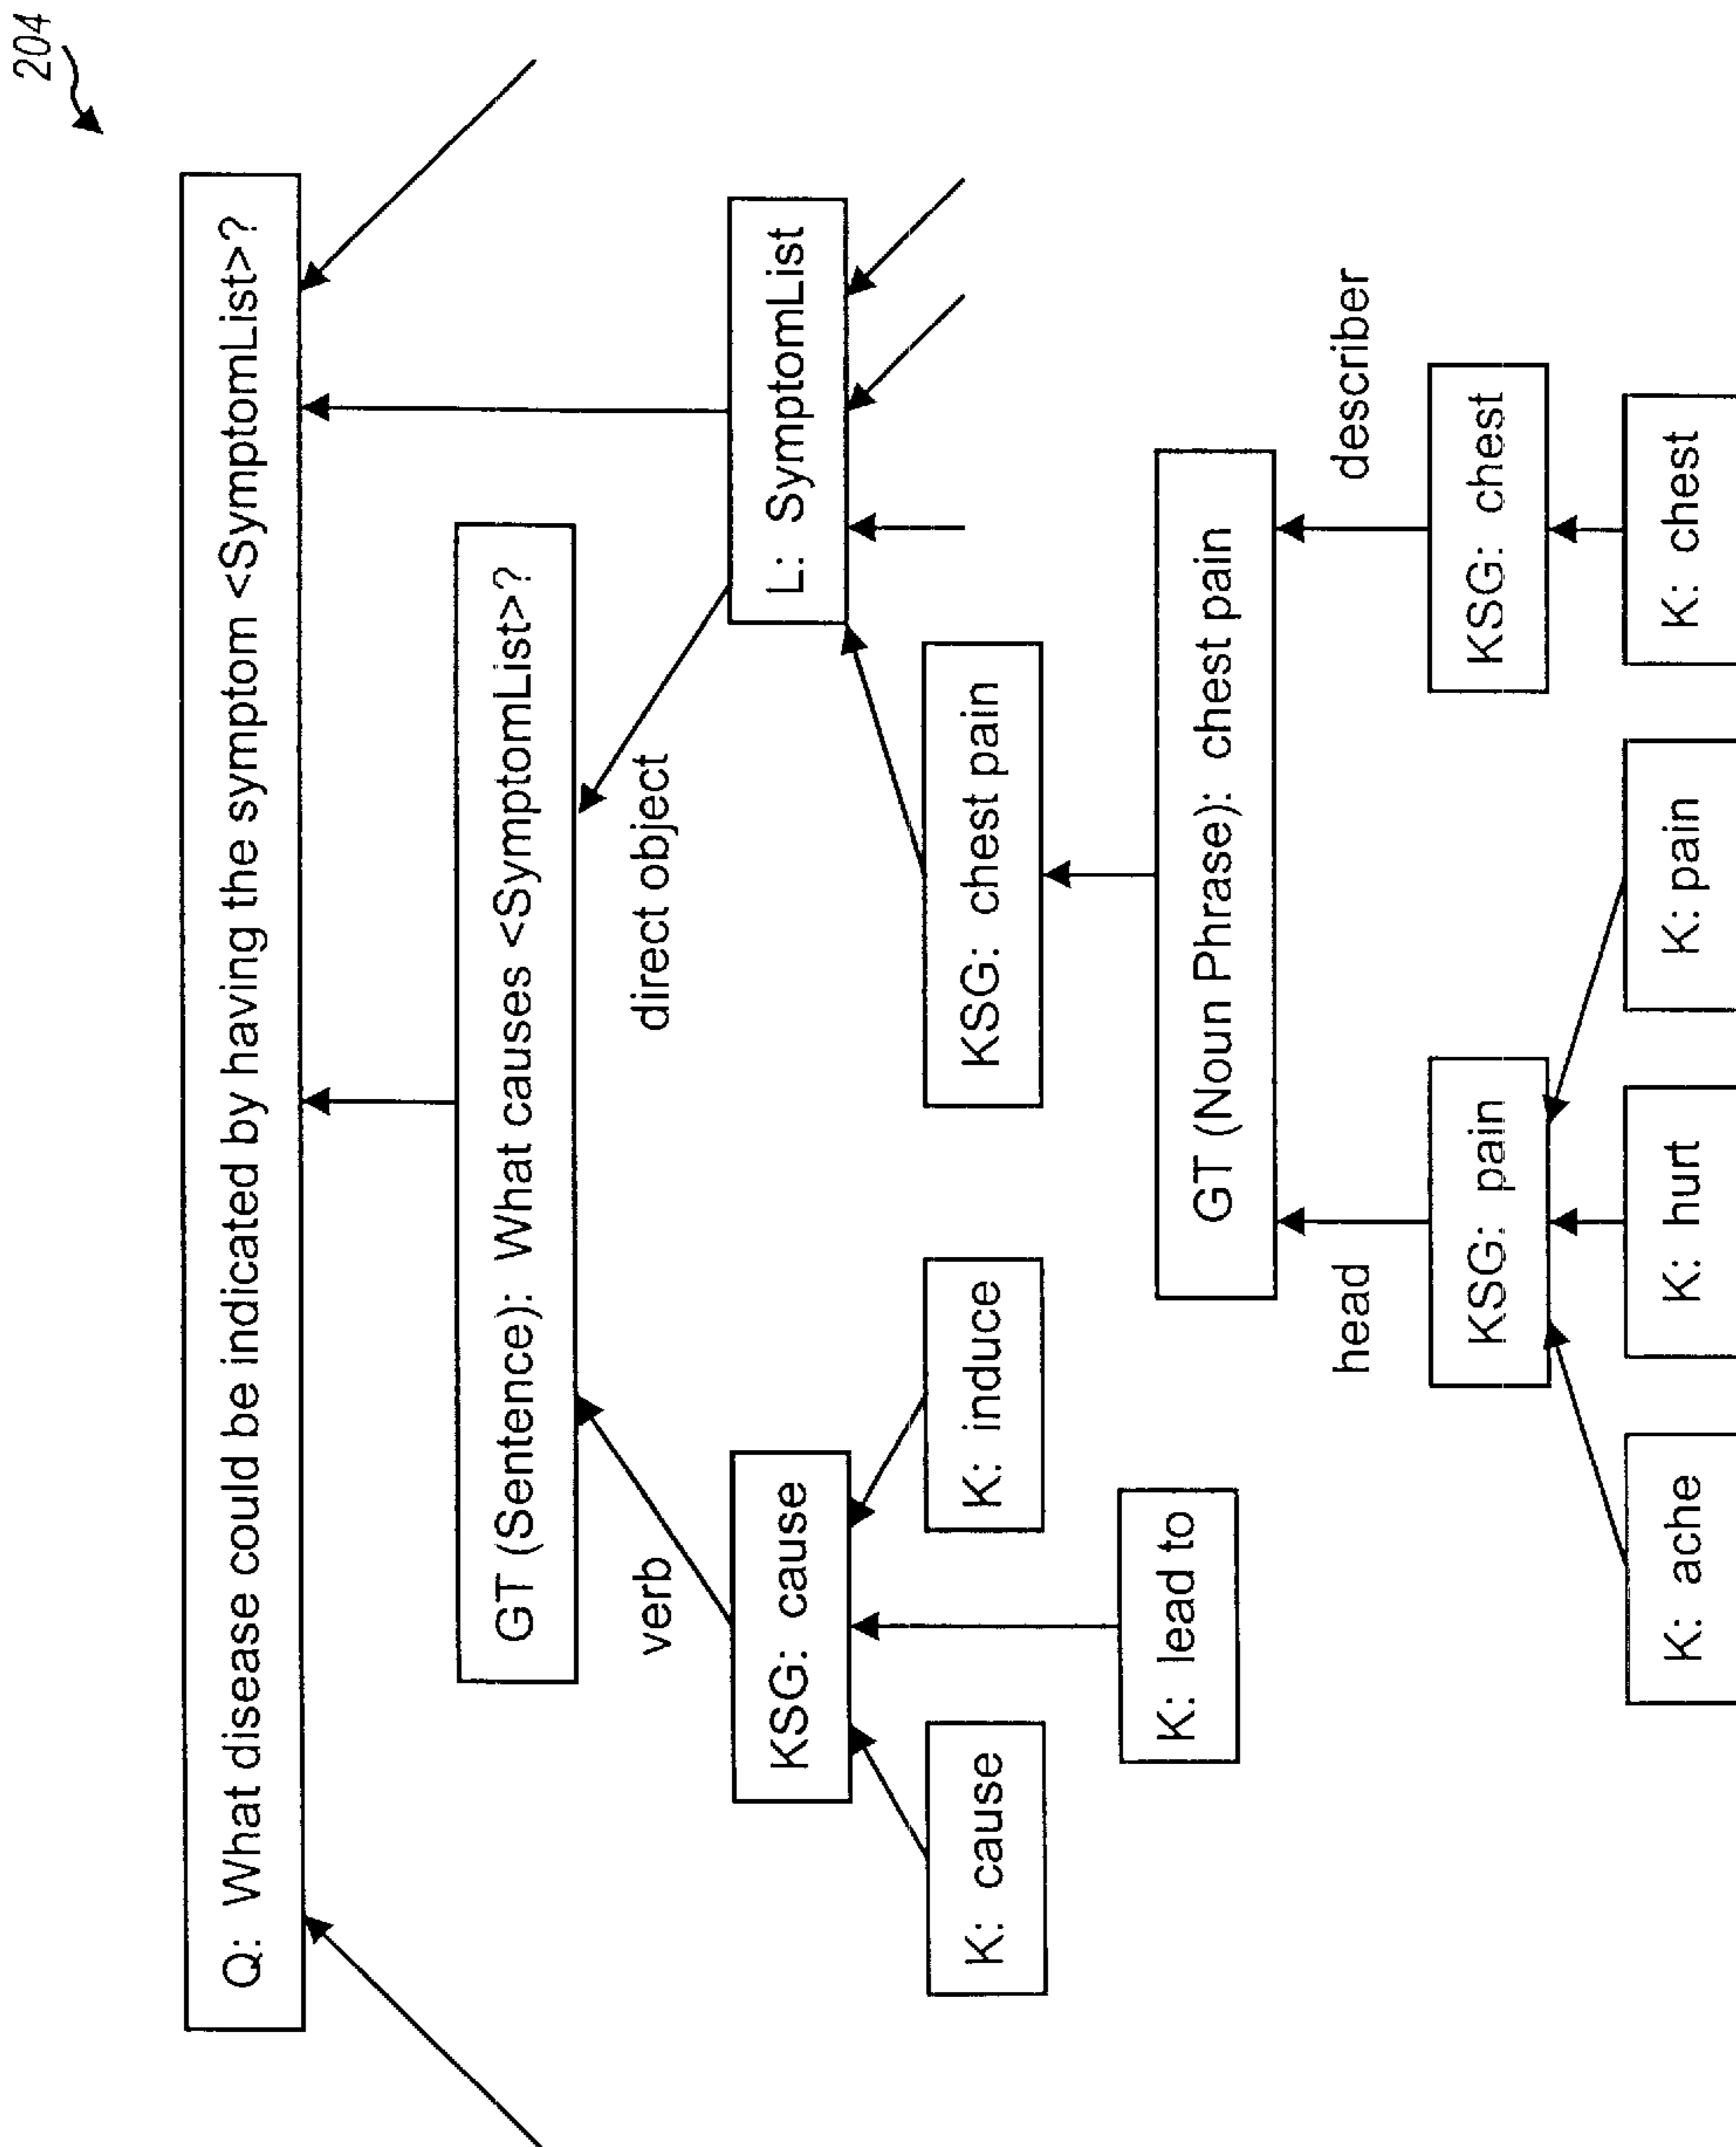 204
Q: What disease could be indicated by having the symptom <SymptomList>?
GT (Sentence): What causes <SymptomList>?
verb
direct object
KSG: cause
L: SymptomList
K: cause
K: induce
KSG: chest pain
K: lead to
GT (Noun Phrase): chest pain
head
describer
KSG: pain
KSG: chest
K: ache
K: hurt
K: pain
K: chest